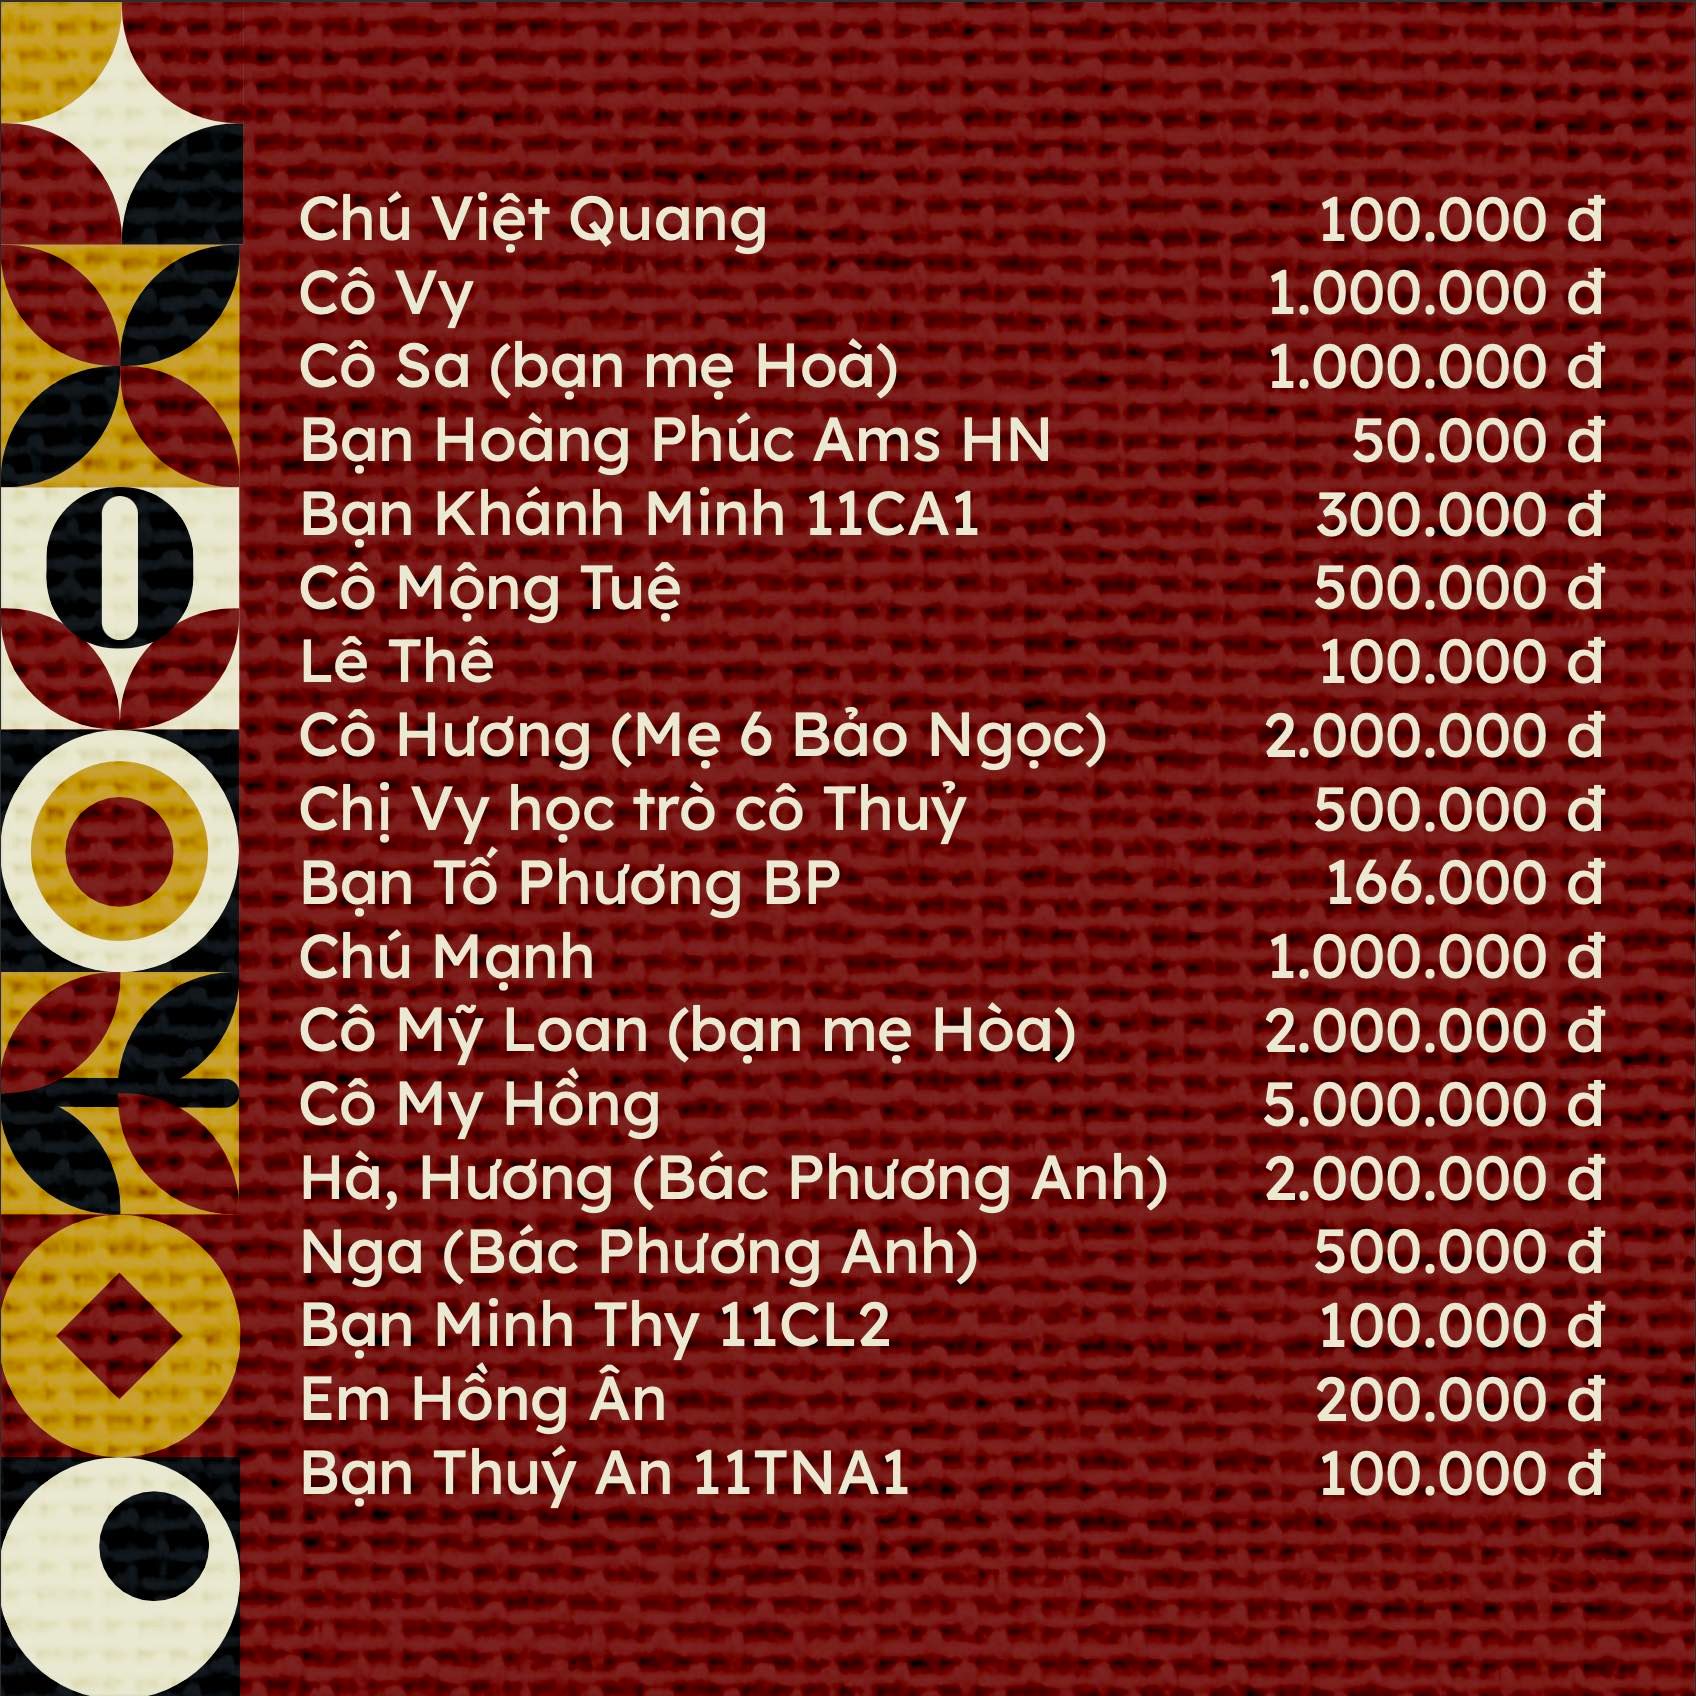 Chú Việt Quang 100.000 đ
Cô Vy 1.000.000 đ
Cô Sa (bạn mẹ Hoà) 1.000.000 đ
Bạn Hoàng Phúc Ams HN 50.000 đ
Bạn Khánh Minh 11CA1 300.000 đ
Cô Mộng Tuệ 500.000 đ
Lê Thê 100.000 đ
Cô Hương (Mẹ 6 Bảo Ngọc) 2.000.000 đ
Chị Vy học trò cô Thuỷ 500.000 đ
Bạn Tố Phương BP 166.000 đ
Chú Mạnh 1.000.000 đ
Cô Mỹ Loan (bạn mẹ Hòa) 2.000.000 đ
Cô My Hồng 5.000.000 đ
Hà, Hương (Bác Phương Anh) 2.000.000 đ
Nga (Bác Phương Anh) 500.000 đ
Bạn Minh Thy 11CL2 100.000 đ
Em Hồng Ân 200.000 đ
Bạn Thuý An 11TNA1 100.000 đ